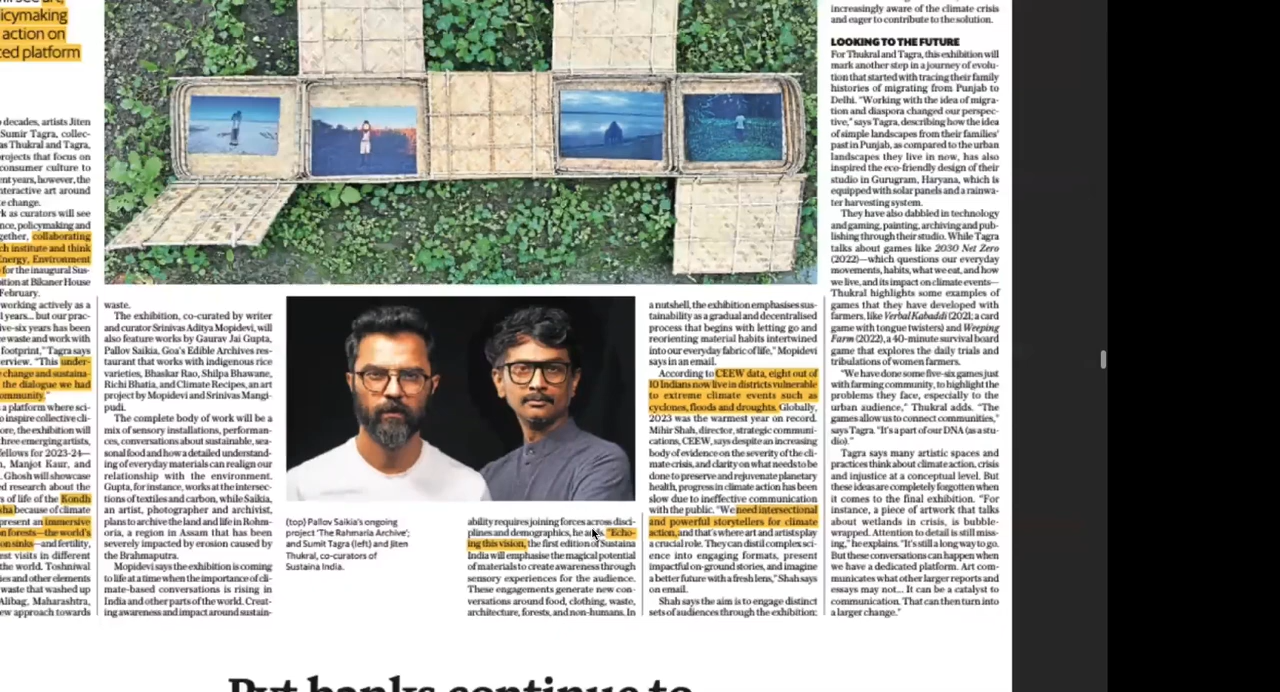 icymaking
action on
ced platform
decades, artists Jiten
Sumir Tagra, collec-
as Thukral and Tagra,
projects that focus on
consumer culture to
ent years, however, the
nteractive art around
e change.
k as curators will see
nce, policymaking and
gether, collaborating
ch institute and think
Energy, Environment
for the inaugural Sus-
bition at Bikaner House
February.
working actively as a
l years... but our prac-
ive-six years has been
e waste and work with
footprint," Tagra says
erview. "This under-
change and sustaina-
the dialogue we had
ommunity."
a platform where sci-
o inspire collective cli-
ore, the exhibition will
three emerging artists,
fellows for 2023-24—
n, Manjot Kaur, and
Ghosh will showcase
d research about the
s of life of the Kondh
sha because of climate
present an immersive
on forests—the world's
on sinks—and fertility,
est visits in different
the world. Toshniwal
es and other elements
waste that washed up
Alibag, Maharashtra,
ew approach towards
waste.
The exhibition, co-curated by writer
and curator Srinivas Aditya Mopidevi, will
also feature works by Gaurav Jai Gupta,
Pallov Saikia, Goa's Edible Archives res-
taurant that works with indigenous rice
varieties, Bhaskar Rao, Shilpa Bhawane,
Richi Bhatia, and Climate Recipes, an art
project by Mopidevi and Srinivas Mangi-
pudi.
The complete body of work will be a
mix of sensory installations, performan-
ces, conversations about sustainable, sea-
sonal food and how a detailed understand-
ing of everyday materials can realign our
relationship with the environment.
Gupta, for instance, works at the intersec-
tions of textiles and carbon, while Saikia,
an artist, photographer and archivist,
plans to archive the land and life in Rohm-
oria, a region in Assam that has been
severely impacted by erosion caused by
the Brahmaputra.
Mopidevi says the exhibition is coming
to life at a time when the importance of cli-
mate-based conversations is rising in
India and other parts of the world. Creat-
ing awareness and impact around sustain-
(top) Pallov Saikia's ongoing
project 'The Rahmaria Archive';
and Sumir Tagra (left) and Jiten
Thukral, co-curators of
Sustaina India.
ability requires joining forces across disci-
plines and demographics, he adds. "Echo-
ing this vision, the first edition of Sustaina
India will emphasise the magical potential
of materials to create awareness through
sensory experiences for the audience.
These engagements generate new con-
versations around food, clothing, waste,
architecture, forests, and non-humans. In
a nutshell, the exhibition emphasises sus-
tainability as a gradual and decentralised
process that begins with letting go and
reorienting material habits intertwined
into our everyday fabric of life," Mopidevi
says in an email.
According to CEEW data, eight out of
10 Indians now live in districts vulnerable
to extreme climate events such as
cyclones, floods and droughts. Globally,
2023 was the warmest year on record.
Mihir Shah, director, strategic communi-
cations, CEEW, says despite an increasing
body of evidence on the severity of the cli-
mate crisis, and clarity on what needs to be
done to preserve and rejuvenate planetary
health, progress in climate action has been
slow due to ineffective communication
with the public. "We need intersectional
and powerful storytellers for climate
action, and that's where art and artists play
a crucial role. They can distil complex sci-
ence into engaging formats, present
impactful on-ground stories, and imagine
a better future with a fresh lens," Shah says
on email.
Shah says the aim is to engage distinct
sets of audiences through the exhibition:
increasingly aware of the climate crisis
and eager to contribute to the solution.
LOOKING TO THE FUTURE
For Thukral and Tagra, this exhibition will
mark another step in a journey of evolu-
tion that started with tracing their family
histories of migrating from Punjab to
Delhi. "Working with the idea of migra-
tion and diaspora changed our perspec-
tive," says Tagra, describing how the idea
of simple landscapes from their families'
past in Punjab, as compared to the urban
landscapes they live in now, has also
inspired the eco-friendly design of their
studio in Gurugram, Haryana, which is
equipped with solar panels and a rainwa-
ter harvesting system.
They have also dabbled in technology
and gaming, painting, archiving and pub-
lishing through their studio. While Tagra
talks about games like 2030 Net Zero
(2022)—which questions our everyday
movements, habits, what we eat, and how
we live, and its impact on climate events—
Thukral highlights some examples of
games that they have developed with
farmers, like Verbal Kabaddi (2021; a card
game with tongue twisters) and Weeping
Farm (2022), a 40-minute survival board
game that explores the daily trials and
tribulations of women farmers.
"We have done some five-six games just
with farming community, to highlight the
problems they face, especially to the
urban audience," Thukral adds. "The
games allow us to connect communities,"
says Tagra. "It's a part of our DNA (as a stu-
dio)."
Tagra says many artistic spaces and
practices think about climate action, crisis
and injustice at a conceptual level. But
these ideas are completely forgotten when
it comes to the final exhibition. "For
instance, a piece of artwork that talks
about wetlands in crisis, is bubble-
wrapped. Attention to detail is still miss-
ing," he explains. "It's still a long way to go.
But these conversations can happen when
we have a dedicated platform. Art com-
municates what other larger reports and
essays may not... It can be a catalyst to
communication. That can then turn into
a larger change."
Pvt banks continue to